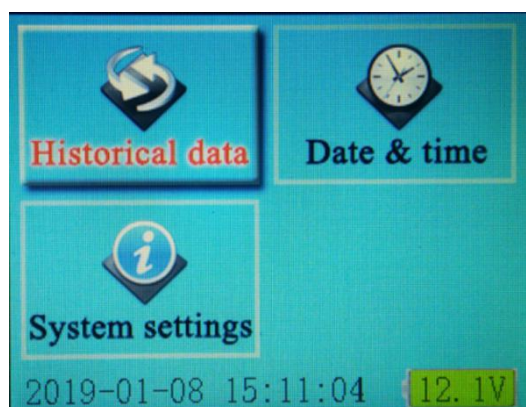 Historical data
Date & time
System settings
2019-01-08 15:11:04 12.1V